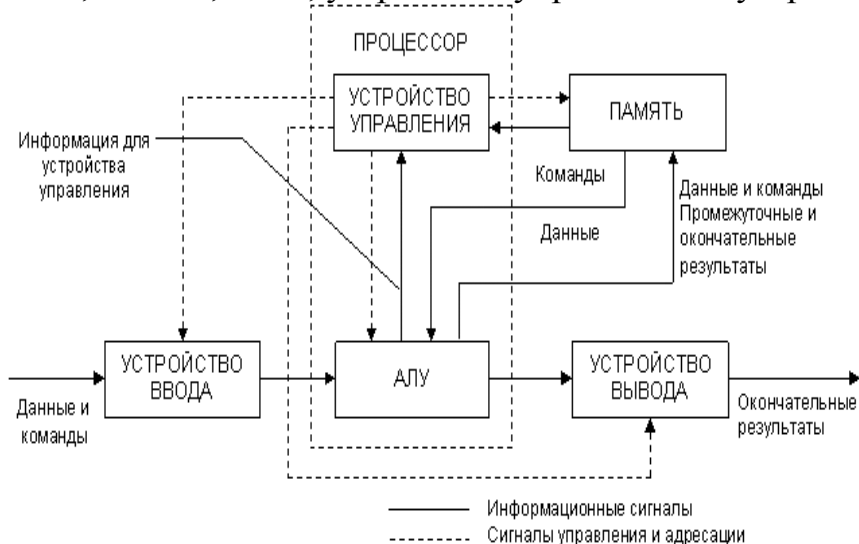 ПРОЦЕССОР
УСТРОЙСТВО
УПРАВЛЕНИЯ
ПАМЯТЬ
Информация для
устройства
управления
Команды
Данные
Данные и команды
Промежуточные и
окончательные
результаты
УСТРОЙСТВО
ВВОДА
АЛУ
УСТРОЙСТВО
ВЫВОДА
Данные и
команды
Окончательные
результаты
Информационные сигналы
Сигналы управления и адресации